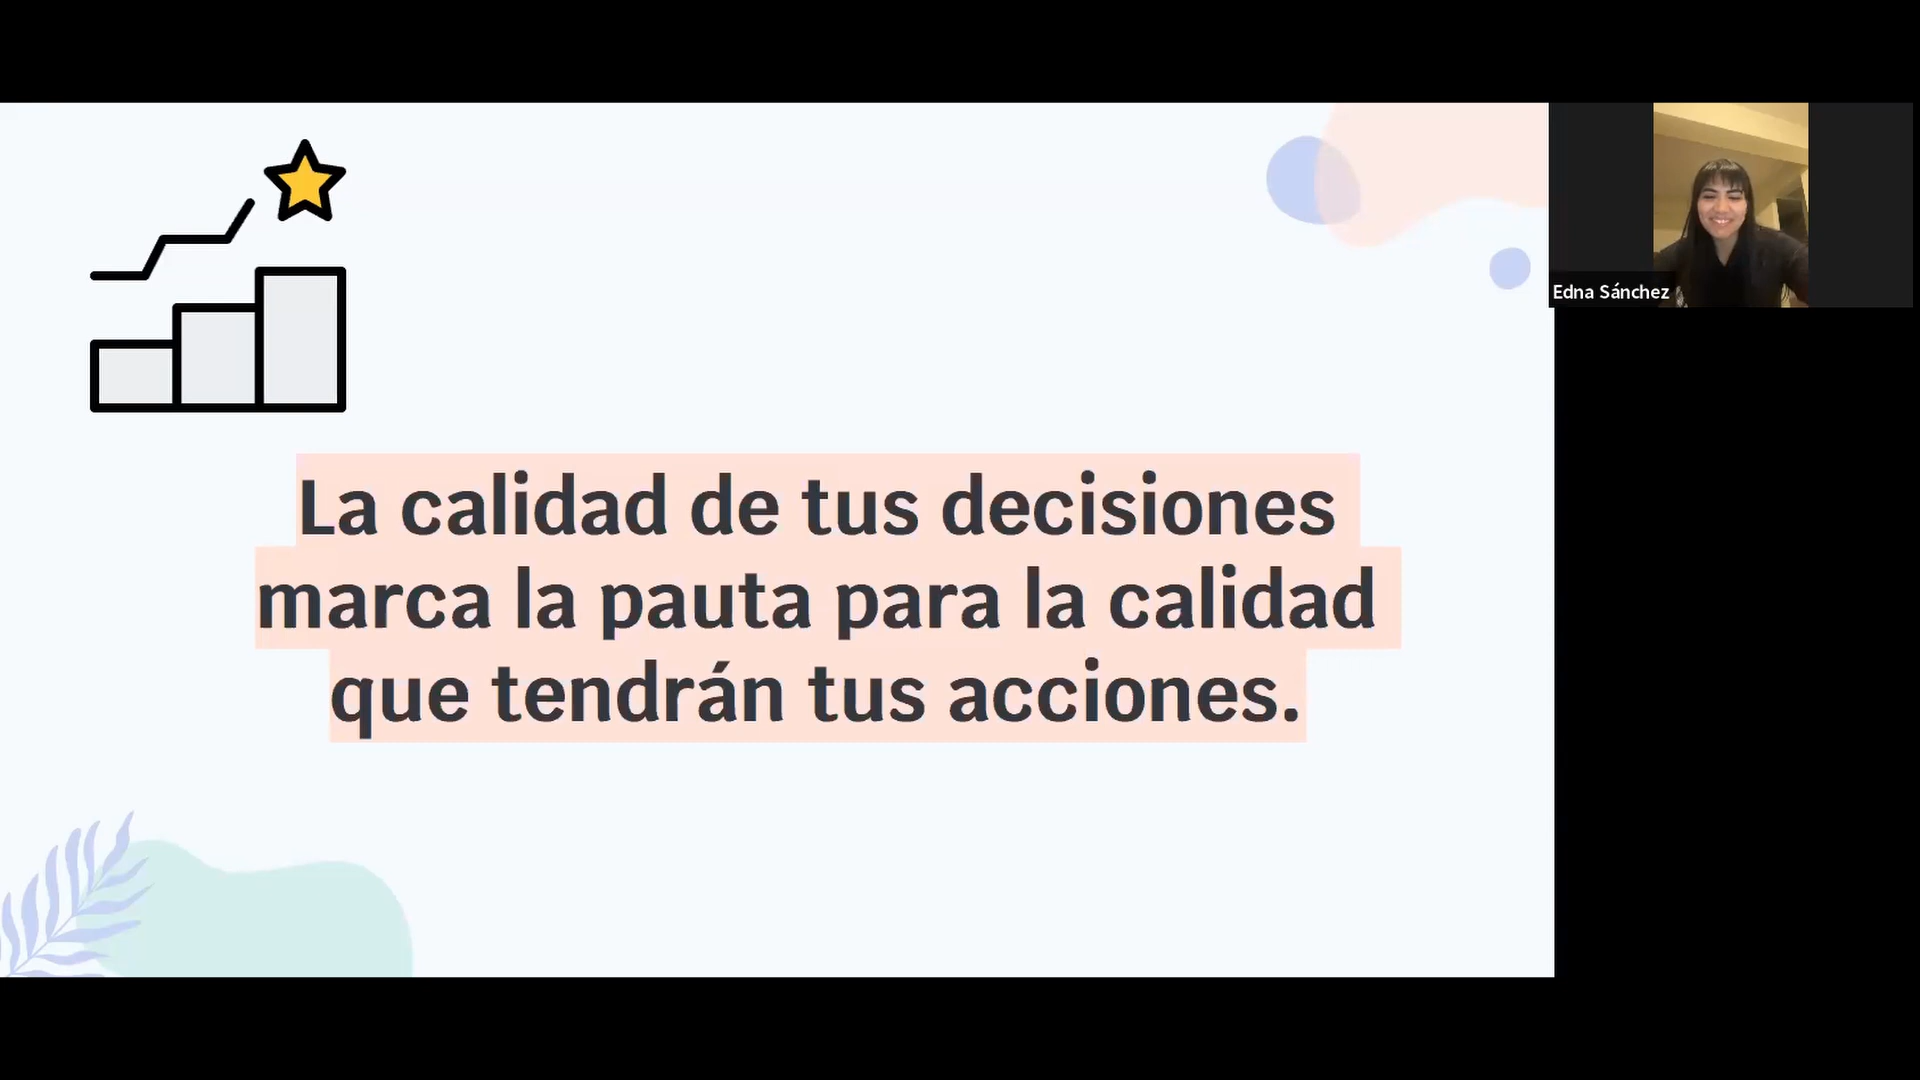 La calidad de tus decisiones
marca la pauta para la calidad
que tendrán tus acciones.
Edna Sánchez